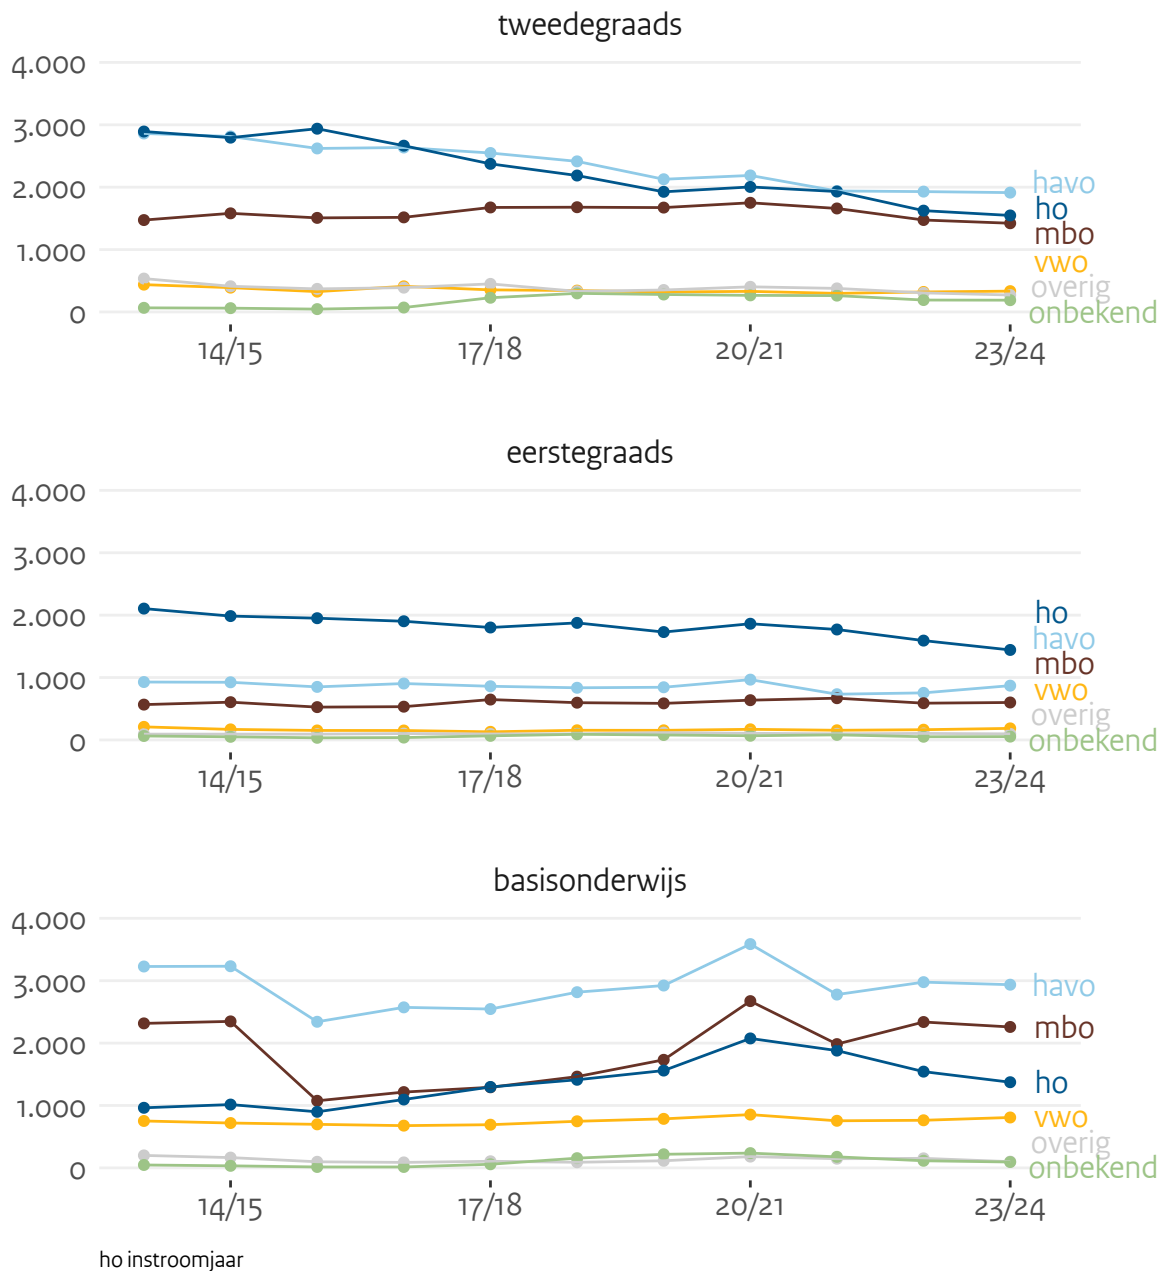 tweedegraads
4.000
3.000
2.000
1.000
0
havo
ho
mbo
vwo
overig
onbekend
14/15 17/18 20/21 23/24
eerstegraads
4.000
3.000
2.000
1.000
0
ho
havo
mbo
vwo
overig
onbekend
14/15 17/18 20/21 23/24
basisonderwijs
4.000
3.000
2.000
1.000
0
havo
mbo
ho
vwo
overig
onbekend
14/15 17/18 20/21 23/24
ho instroomjaar